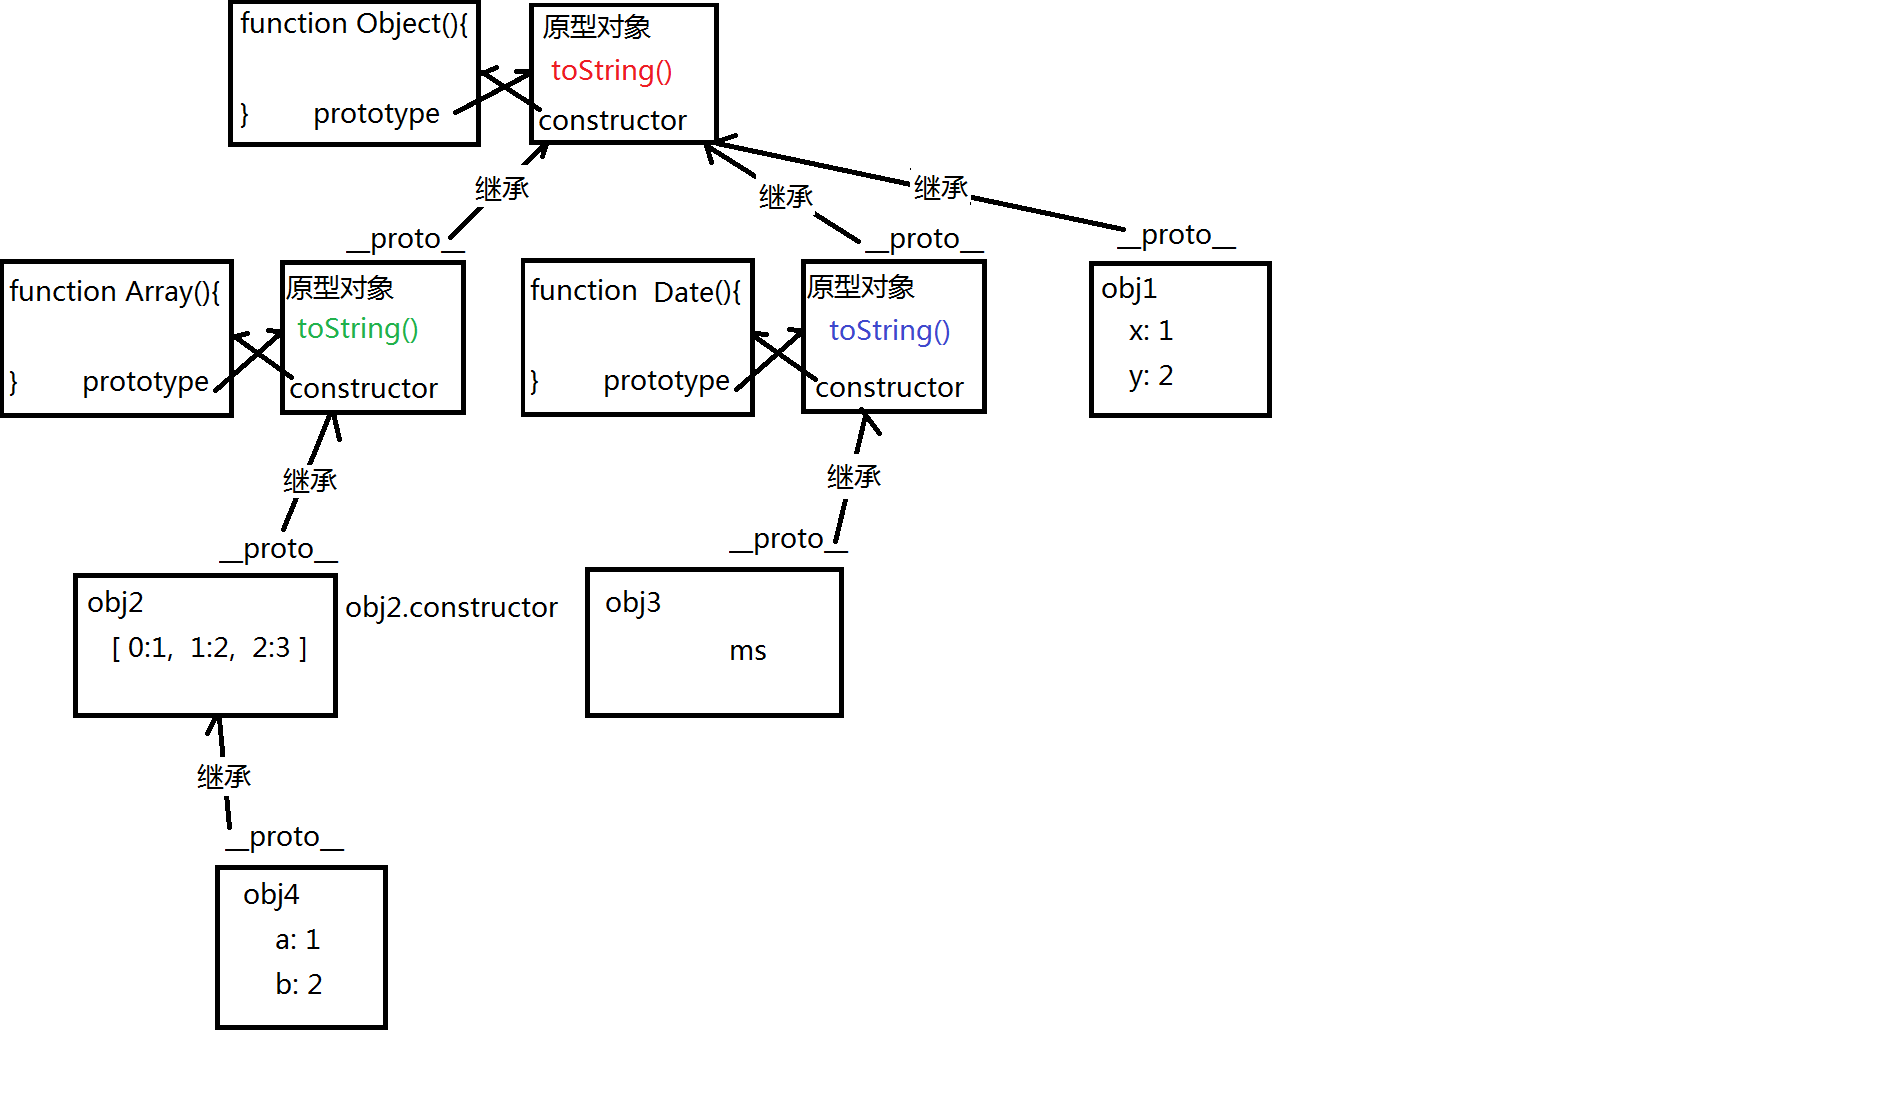 function Object(){
} prototype
原型对象
toString()
constructor
继承
继承
继承
__proto__
__proto__
__proto__
function Array(){
} prototype
原型对象
toString()
constructor
function Date(){
} prototype
原型对象
toString()
constructor
obj1
x: 1
y: 2
继承
继承
__proto__
__proto__
obj2
[ 0:1, 1:2, 2:3 ]
obj2.constructor
obj3
ms
继承
__proto__
obj4
a: 1
b: 2